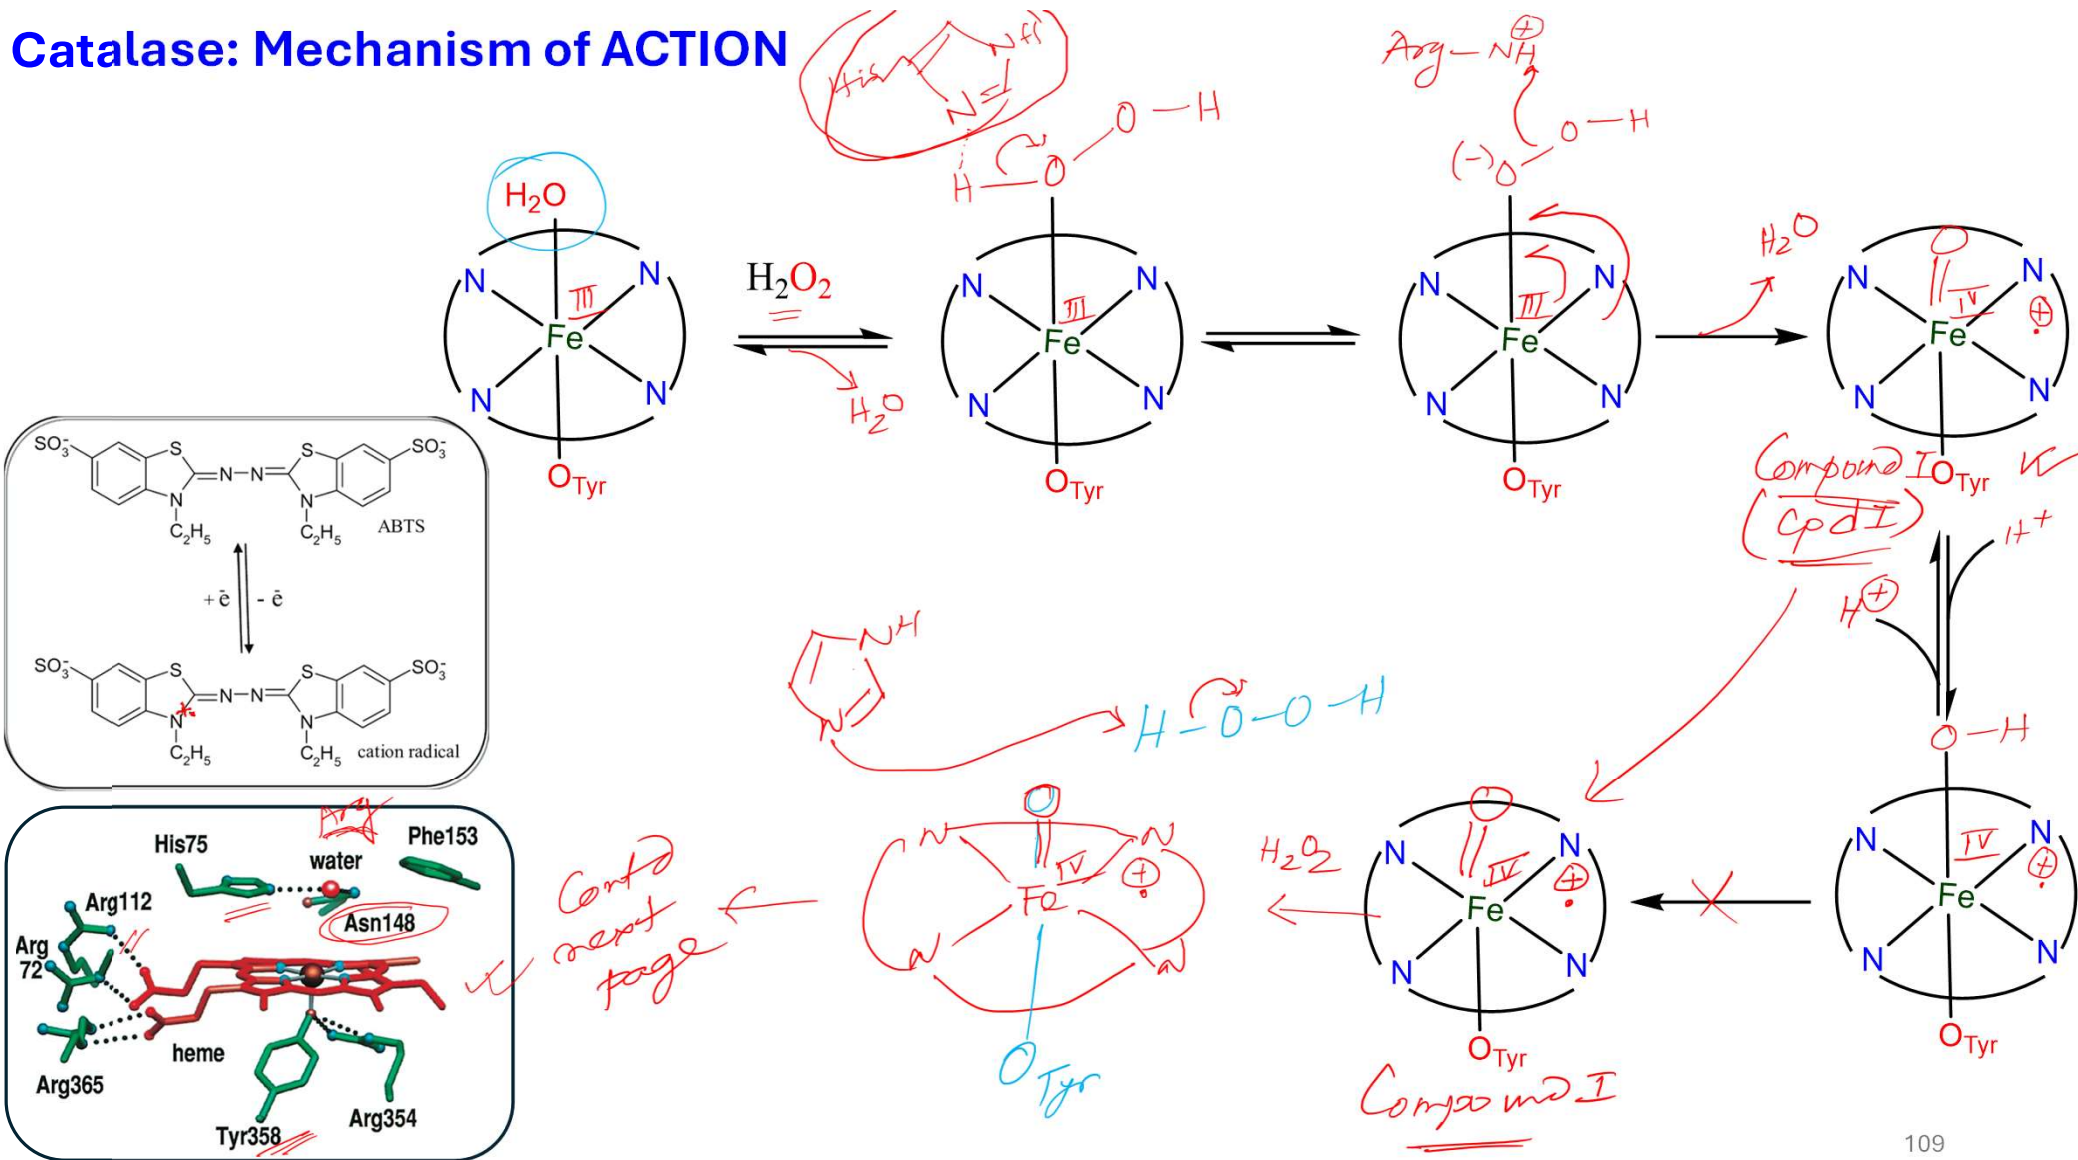 Catalase: Mechanism of ACTION
His
NH
N
H
O
O-H
Arg-NH⊕
(-)O
O-H
H₂O
N
N
III
Fe
N
N
OTyr
H₂O₂
H₂O
N
N
III
Fe
N
N
OTyr
N
N
III
Fe
N
N
OTyr
H₂O
O
N
N
IV
⊕
Fe
N
N
OTyr
Compound I
(Cpd I)
H⁺
H⊕
SO₃⁻
S
N
N
S
SO₃⁻
N
N
C₂H₅
C₂H₅
ABTS
+ ē
- ē
SO₃⁻
S
N
N
S
SO₃⁻
N
N
C₂H₅
C₂H₅
cation radical
NH
N
H-O-O-H
O-H
N
N
IV
⊕
Fe
N
N
OTyr
O
N
N
IV
⊕
Fe
N
N
OTyr
Compound I
H₂O₂
O
N
N
IV
⊕
Fe
N
N
OTyr
Contd
next
page
Arg
His75
water
Phe153
Asn148
Arg112
Arg
72
heme
Arg365
Tyr358
Arg354
109